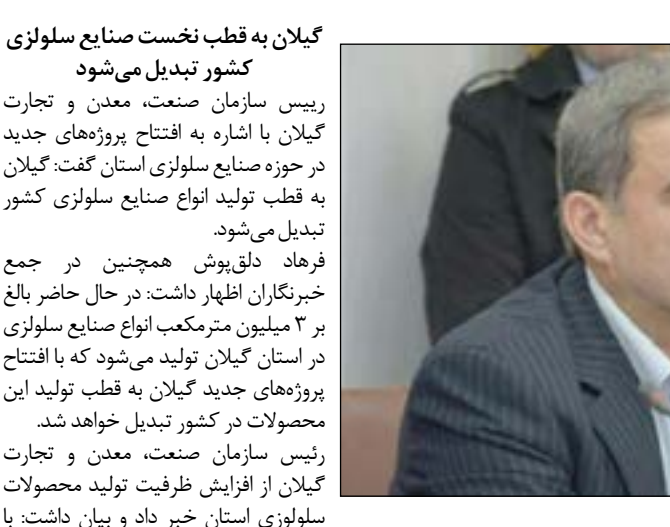 گیلان به قطب نخست صنایع سلولزی
کشور تبدیل می‌شود
رییس سازمان صنعت، معدن و تجارت
گیلان با اشاره به افتتاح پروژه‌های جدید
در حوزه صنایع سلولزی استان گفت: گیلان
به قطب تولید انواع صنایع سلولزی کشور
تبدیل می‌شود.
فرهاد دلق‌پوش همچنین در جمع
خبرنگاران اظهار داشت: در حال حاضر بالغ
بر ۳ میلیون مترمکعب انواع صنایع سلولزی
در استان گیلان تولید می‌شود که با افتتاح
پروژه‌های جدید گیلان به قطب تولید این
محصولات در کشور تبدیل خواهد شد.
رئیس سازمان صنعت، معدن و تجارت
گیلان از افزایش ظرفیت تولید محصولات
سلولوزی استان خبر داد و بیان داشت: با